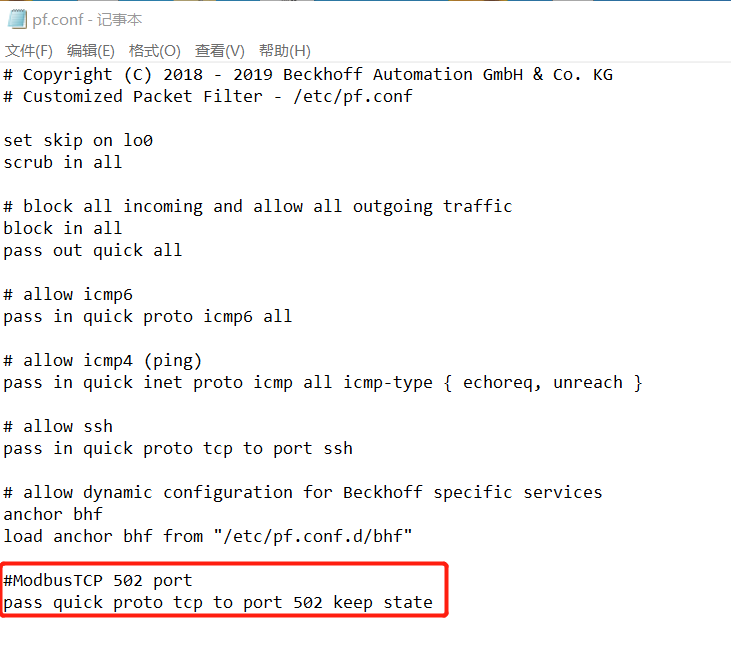 pf.conf - 记事本
文件(F) 编辑(E) 格式(O) 查看(V) 帮助(H)
# Copyright (C) 2018 - 2019 Beckhoff Automation GmbH & Co. KG
# Customized Packet Filter - /etc/pf.conf
set skip on lo0
scrub in all
# block all incoming and allow all outgoing traffic
block in all
pass out quick all
# allow icmp6
pass in quick proto icmp6 all
# allow icmp4 (ping)
pass in quick inet proto icmp all icmp-type { echoreq, unreach }
# allow ssh
pass in quick proto tcp to port ssh
# allow dynamic configuration for Beckhoff specific services
anchor bhf
load anchor bhf from "/etc/pf.conf.d/bhf"
#ModbusTCP 502 port
pass quick proto tcp to port 502 keep state